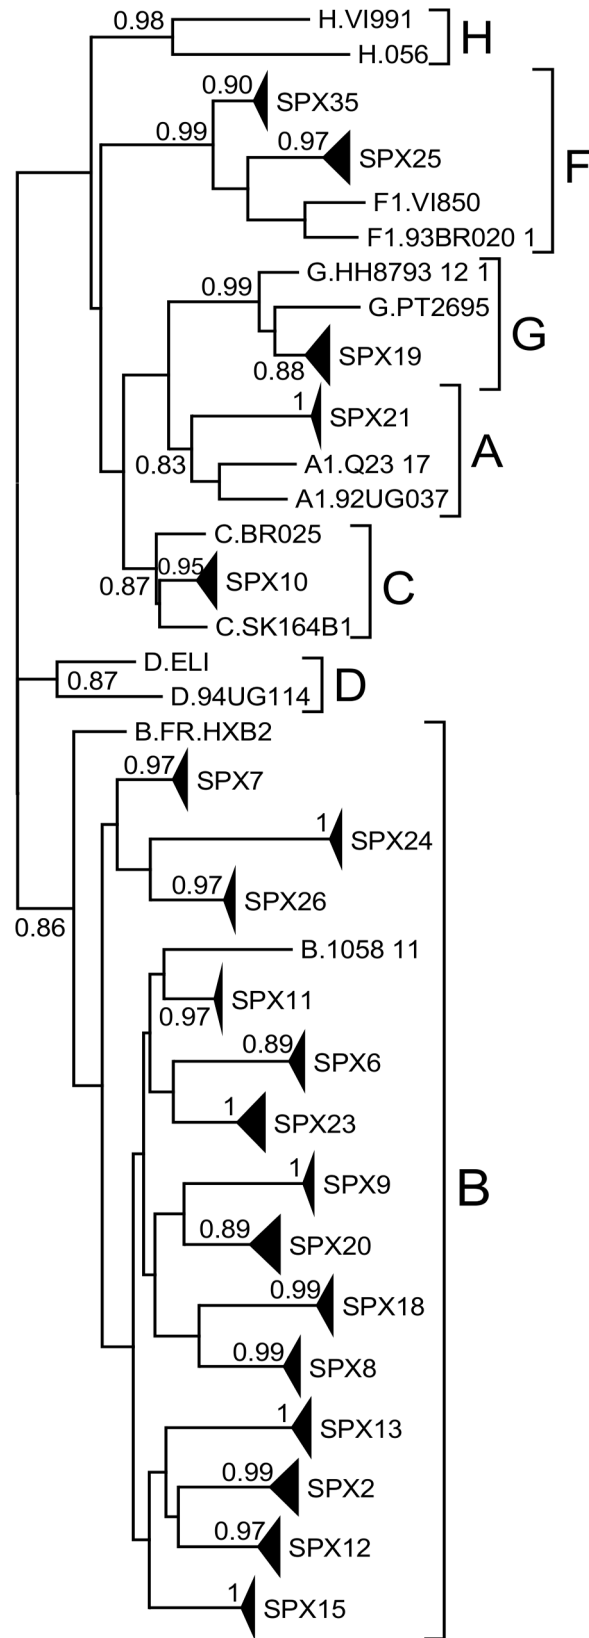 0.98
H.VI991
H.056
H
0.90
SPX35
0.99
0.97
SPX25
F1.VI850
F1.93BR020 1
F
G.HH8793 12 1
0.99
G.PT2695
0.88
SPX19
G
1
SPX21
0.83
A1.Q23 17
A1.92UG037
A
C.BR025
0.95
SPX10
0.87
C.SK164B1
C
D.ELI
0.87
D.94UG114
D
B.FR.HXB2
0.97
SPX7
1
SPX24
0.97
SPX26
0.86
B.1058 11
SPX11
0.97
0.89
SPX6
1
SPX23
1
SPX9
B
0.89
SPX20
0.99
SPX18
0.99
SPX8
1
SPX13
0.99
SPX2
0.97
SPX12
1
SPX15